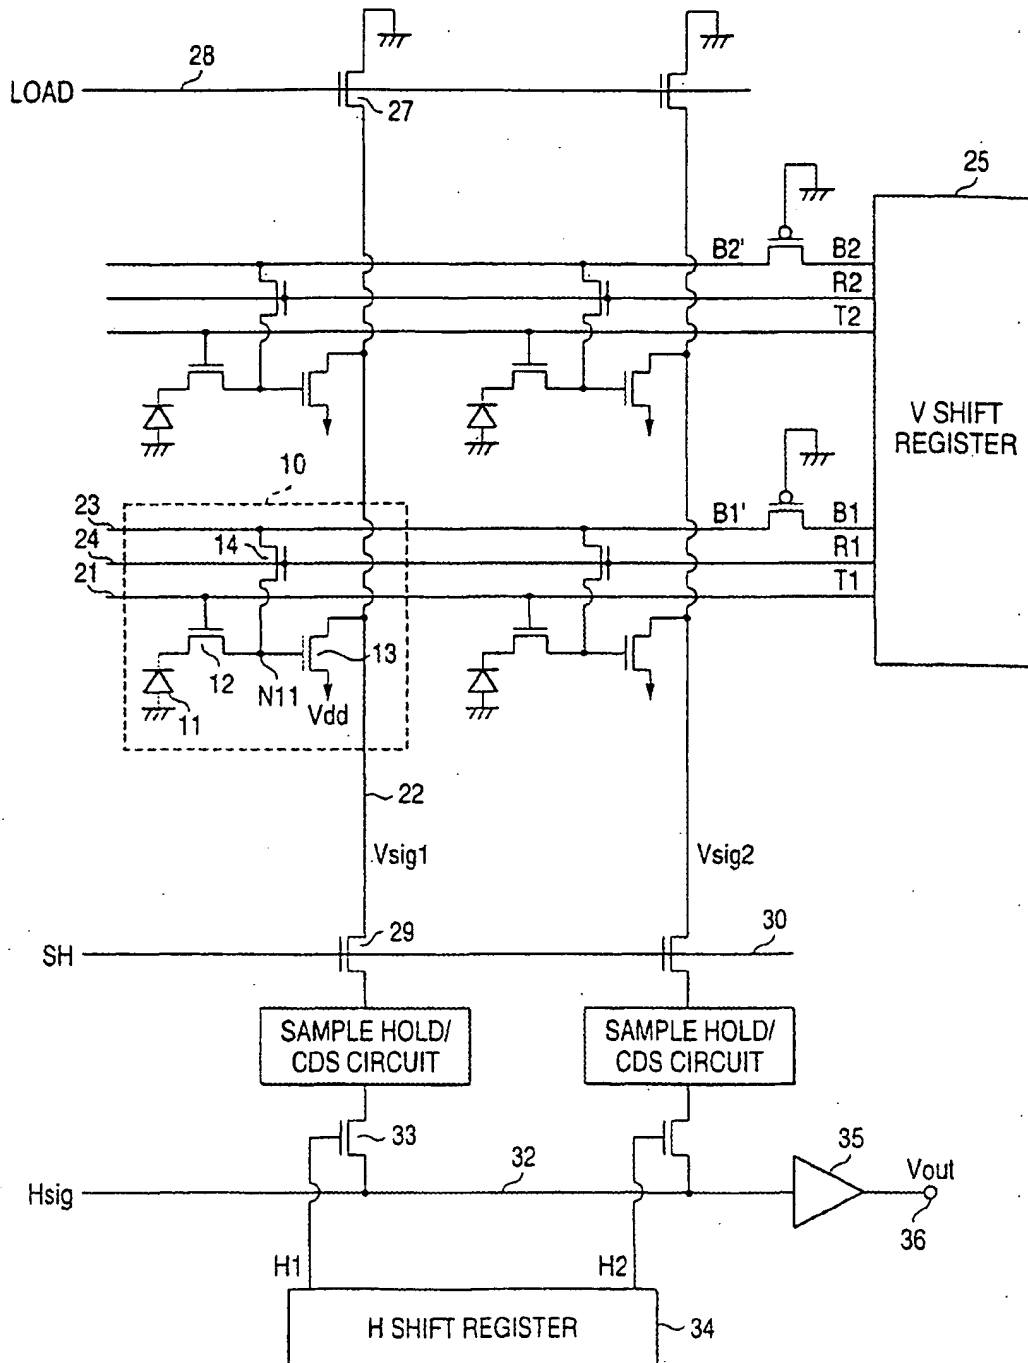 28
LOAD
27
25
B2'
B2
R2
T2
V SHIFT
REGISTER
10
23
B1'
B1
24
14
R1
21
T1
12
N11
13
11
Vdd
22
Vsig1
Vsig2
29
30
SH
SAMPLE HOLD/
CDS CIRCUIT
SAMPLE HOLD/
CDS CIRCUIT
33
35
32
Vout
Hsig
36
H1
H2
H SHIFT REGISTER
34